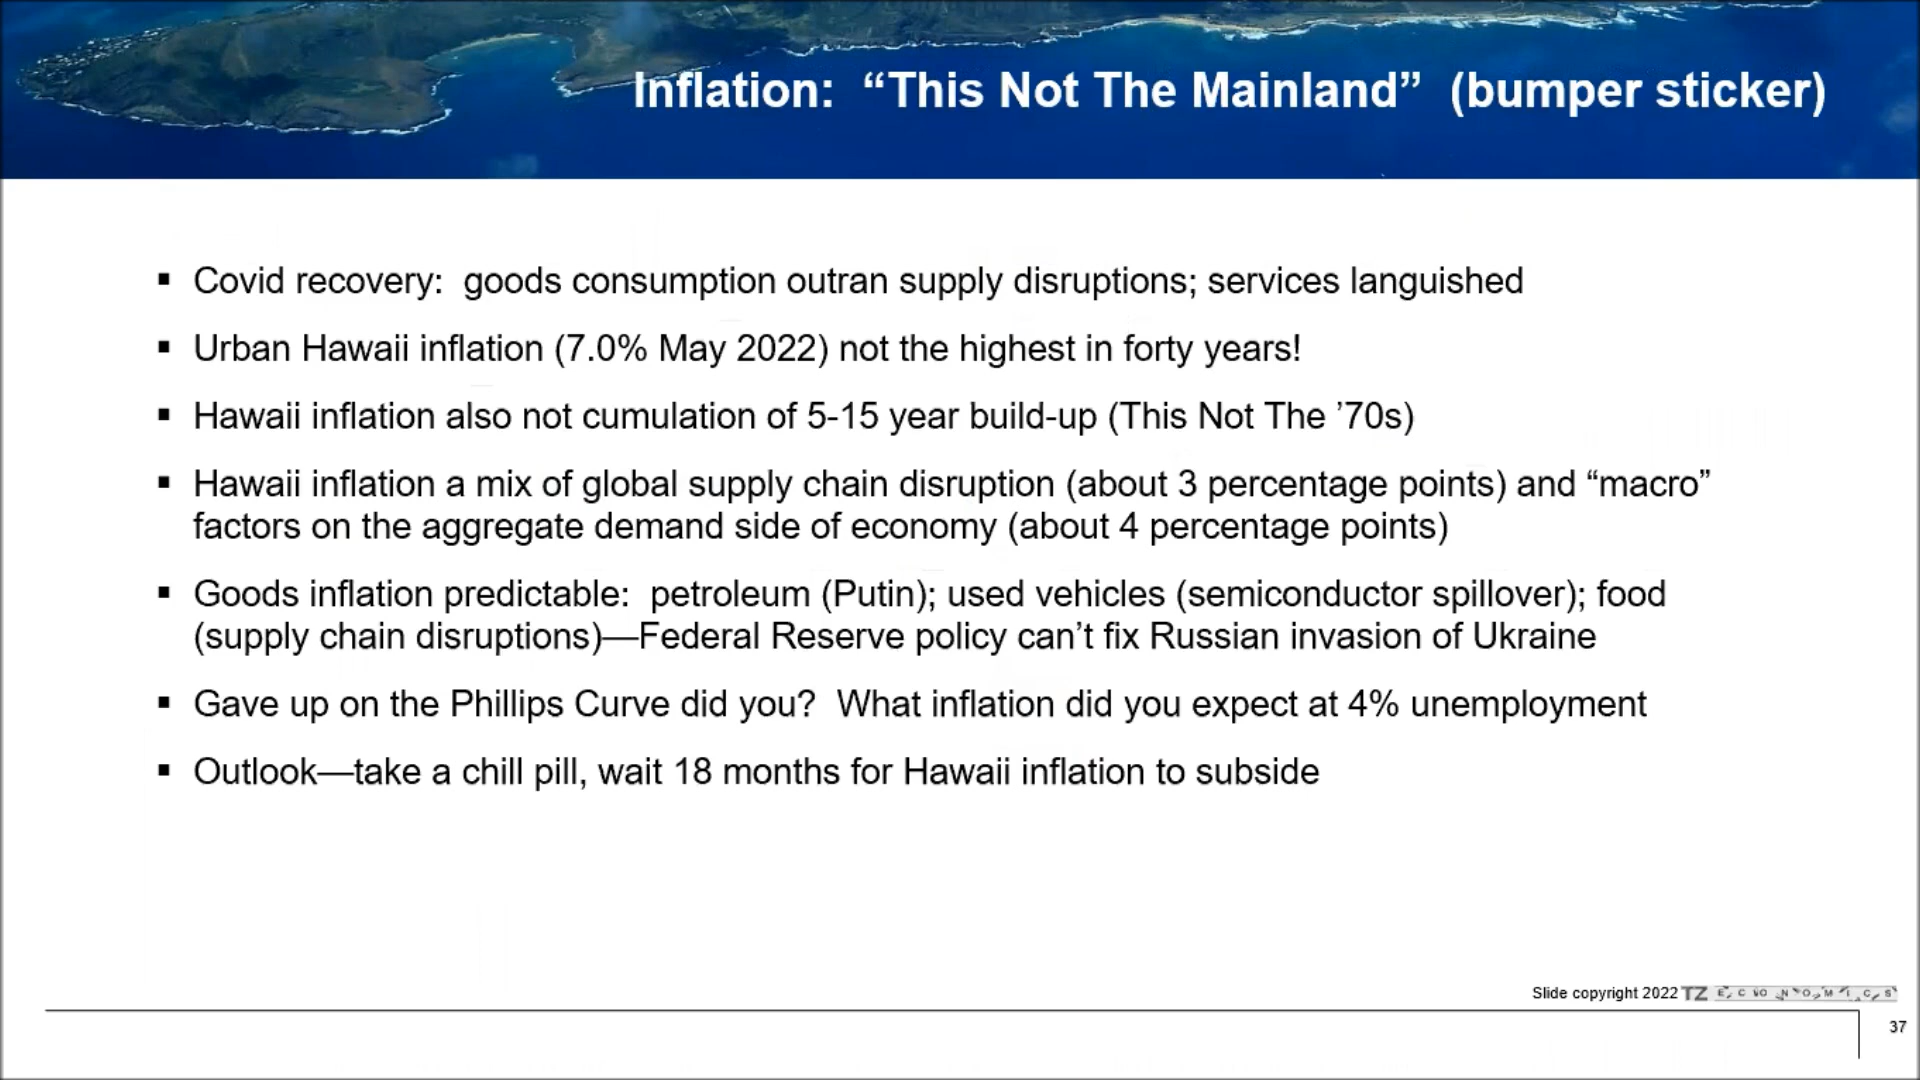 Inflation:  “This Not The Mainland”  (bumper sticker)
▪ Covid recovery:  goods consumption outran supply disruptions; services languished
▪ Urban Hawaii inflation (7.0% May 2022) not the highest in forty years!
▪ Hawaii inflation also not cumulation of 5-15 year build-up (This Not The ’70s)
▪ Hawaii inflation a mix of global supply chain disruption (about 3 percentage points) and “macro”
factors on the aggregate demand side of economy (about 4 percentage points)
▪ Goods inflation predictable:  petroleum (Putin); used vehicles (semiconductor spillover); food
(supply chain disruptions)—Federal Reserve policy can’t fix Russian invasion of Ukraine
▪ Gave up on the Phillips Curve did you?  What inflation did you expect at 4% unemployment
▪ Outlook—take a chill pill, wait 18 months for Hawaii inflation to subside
Slide copyright 2022 TZ ECONOMICS
37